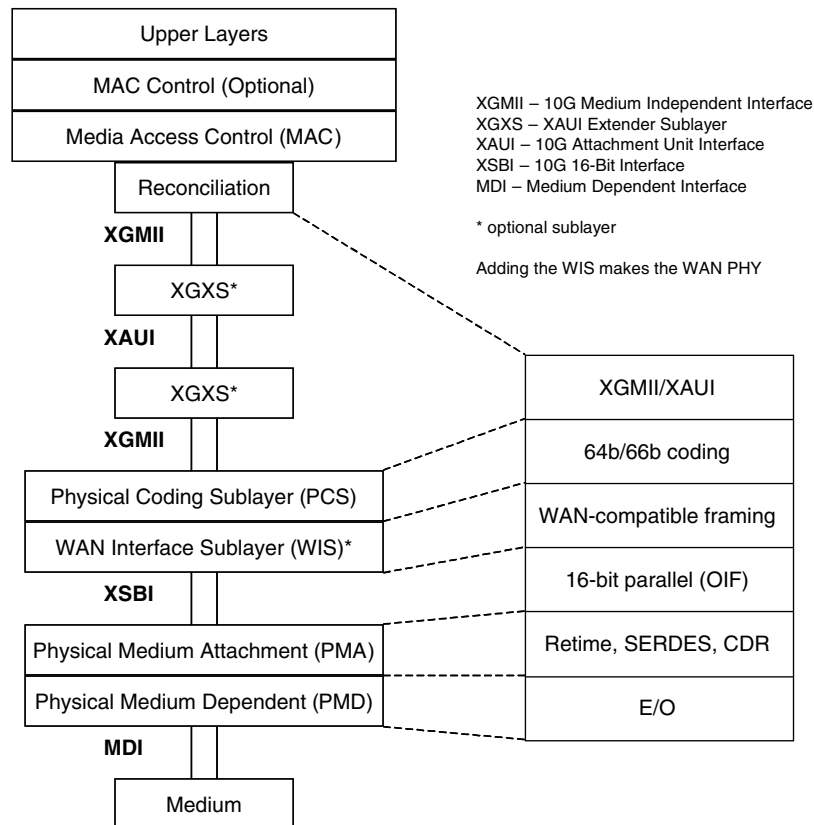 Upper Layers
MAC Control (Optional)
Media Access Control (MAC)
Reconciliation
XGMII
XGXS*
XAUI
XGXS*
XGMII
Physical Coding Sublayer (PCS)
WAN Interface Sublayer (WIS)*
XSBI
Physical Medium Attachment (PMA)
Physical Medium Dependent (PMD)
MDI
Medium
XGMII – 10G Medium Independent Interface
XGXS – XAUI Extender Sublayer
XAUI – 10G Attachment Unit Interface
XSBI – 10G 16-Bit Interface
MDI – Medium Dependent Interface
* optional sublayer
Adding the WIS makes the WAN PHY
XGMII/XAUI
64b/66b coding
WAN-compatible framing
16-bit parallel (OIF)
Retime, SERDES, CDR
E/O